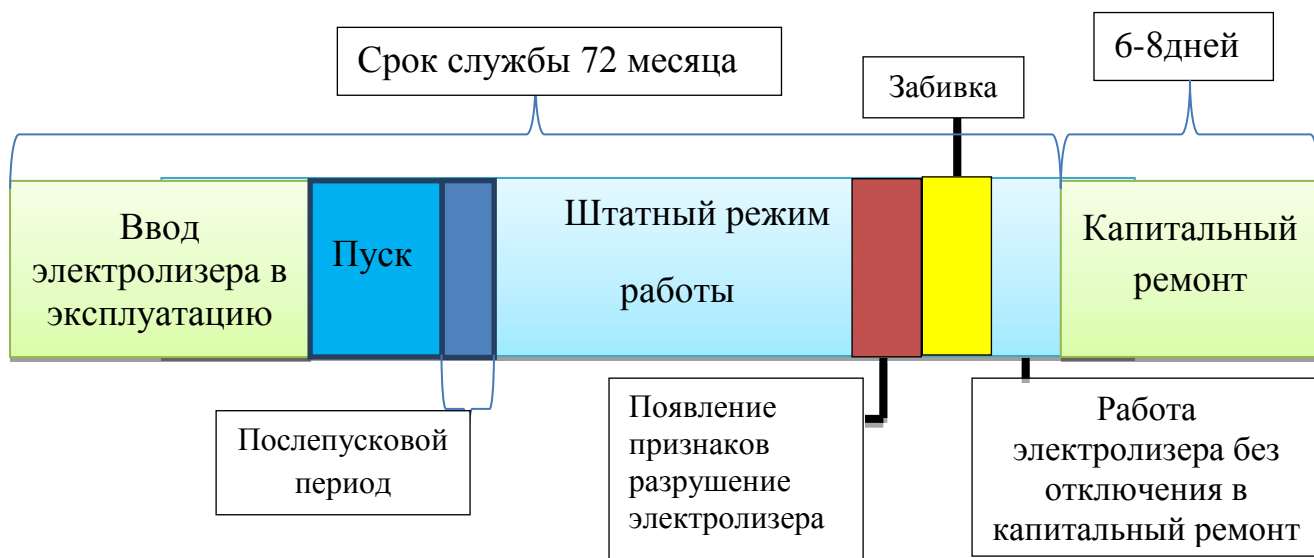 Срок службы 72 месяца
6-8дней
Забивка
Ввод
электролизера в
эксплуатацию
Пуск
Штатный режим
работы
Капитальный
ремонт
Послепусковой
период
Появление
признаков
разрушение
электролизера
Работа
электролизера без
отключения в
капитальный ремонт